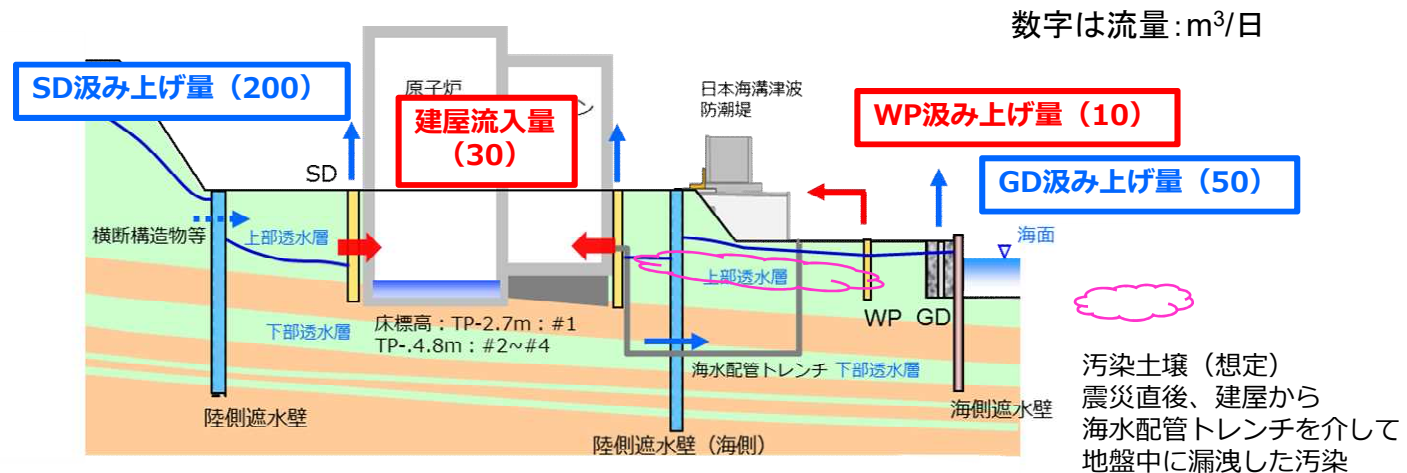 数字は流量:m³/日
SD汲み上げ量（200）
原子炉
ン
建屋流入量
（30）
日本海溝津波
防潮堤
WP汲み上げ量（10）
GD汲み上げ量（50）
SD
横断構造物等
上部透水層
海面
上部透水層
WP GD
下部透水層
床標高：TP-2.7m：#1
TP-.4.8m：#2~#4
海水配管トレンチ
下部透水層
陸側遮水壁
海側遮水壁
陸側遮水壁（海側）
汚染土壌（想定）
震災直後、建屋から
海水配管トレンチを介して
地盤中に漏洩した汚染